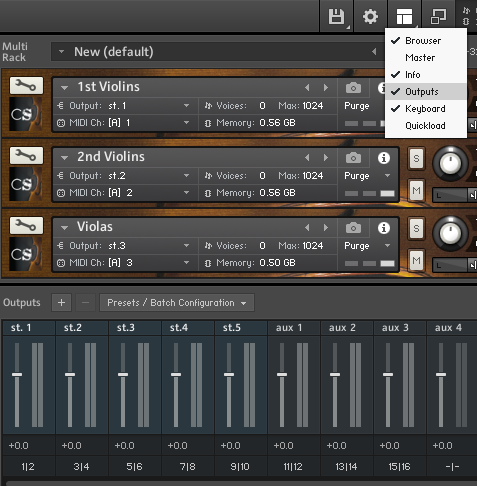 Multi
Rack
New (default)
Browser
Master
Info
Outputs
Keyboard
Quickload
1st Violins
Output: st. 1
Voices: 0 Max: 1024
Purge
MIDI Ch: [A] 1
Memory: 0.56 GB
CS
2nd Violins
Output: st.2
Voices: 0 Max: 1024
Purge
MIDI Ch: [A] 2
Memory: 0.56 GB
CS
S
M
Violas
Output: st.3
Voices: 0 Max: 1024
Purge
MIDI Ch: [A] 3
Memory: 0.50 GB
CS
S
M
Outputs + − Presets / Batch Configuration
st. 1 st.2 st.3 st.4 st.5 aux 1 aux 2 aux 3 aux 4
+0.0 +0.0 +0.0 +0.0 +0.0 +0.0 +0.0 +0.0 +0.0
1|2 3|4 5|6 7|8 9|10 11|12 13|14 15|16 -|-